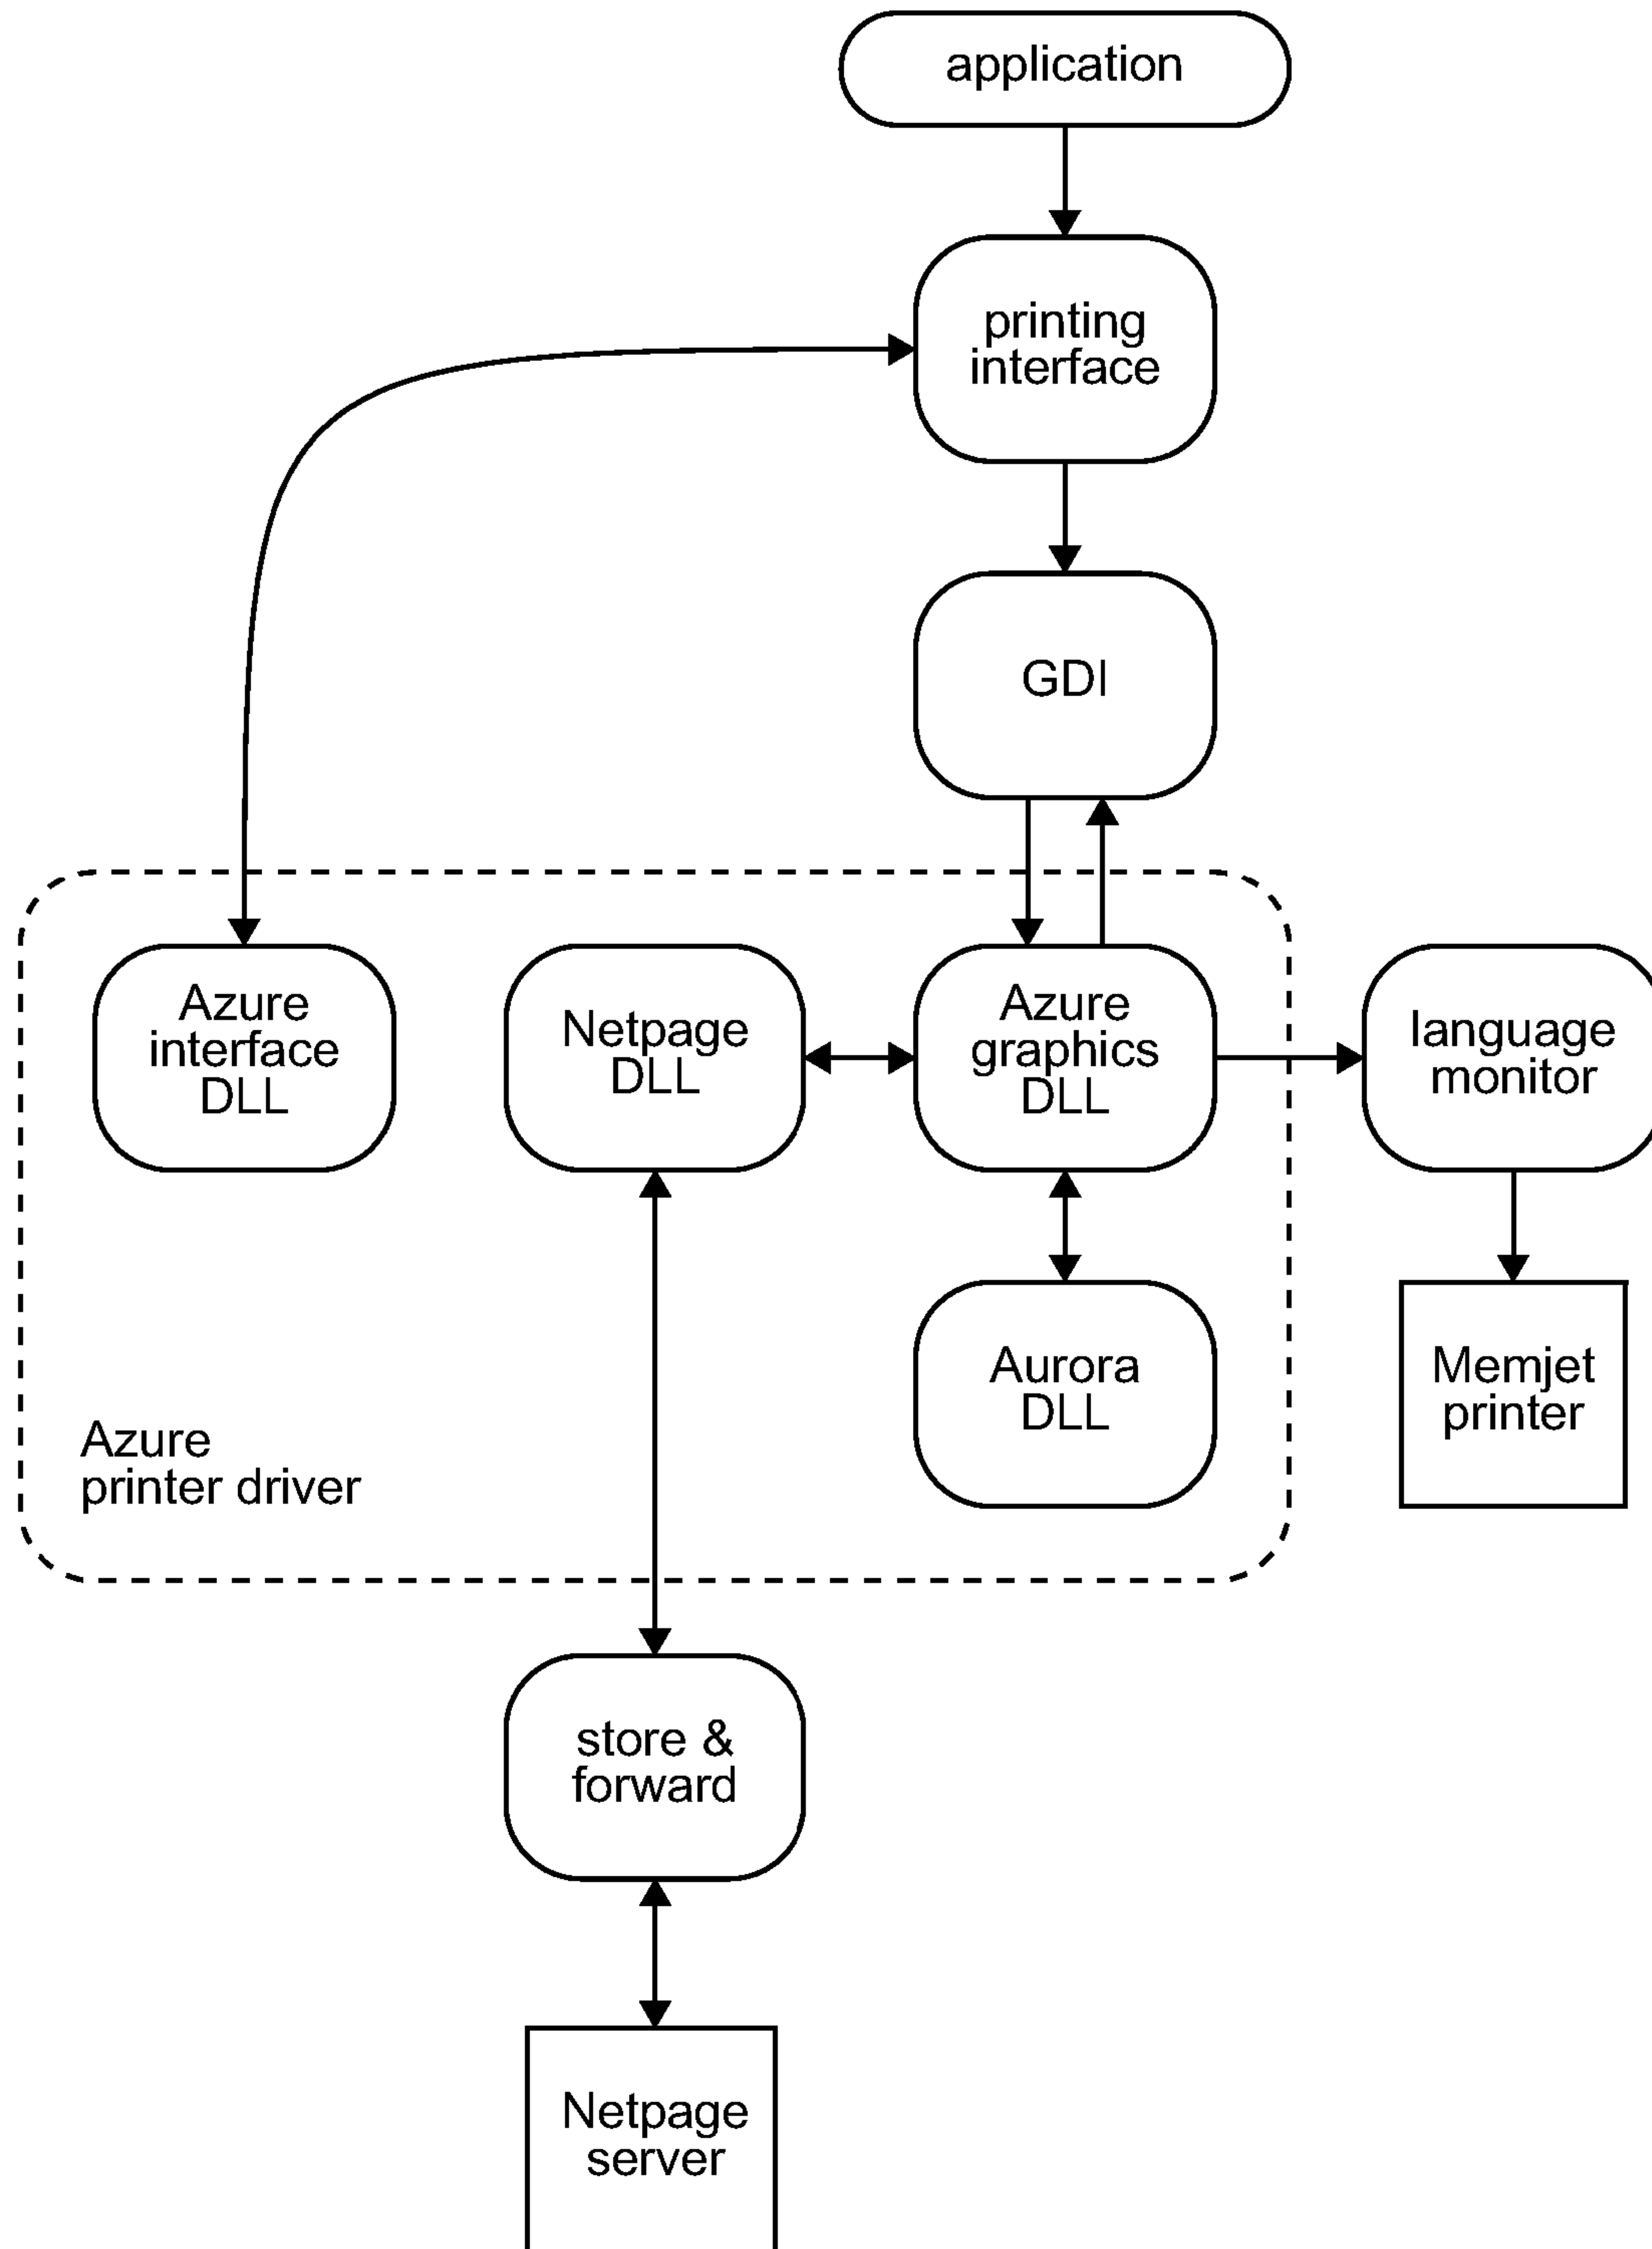 application
printing
interface
GDI
Azure
interface
DLL
Netpage
DLL
Azure
graphics
DLL
language
monitor
Aurora
DLL
Memjet
printer
Azure
printer driver
store &
forward
Netpage
server